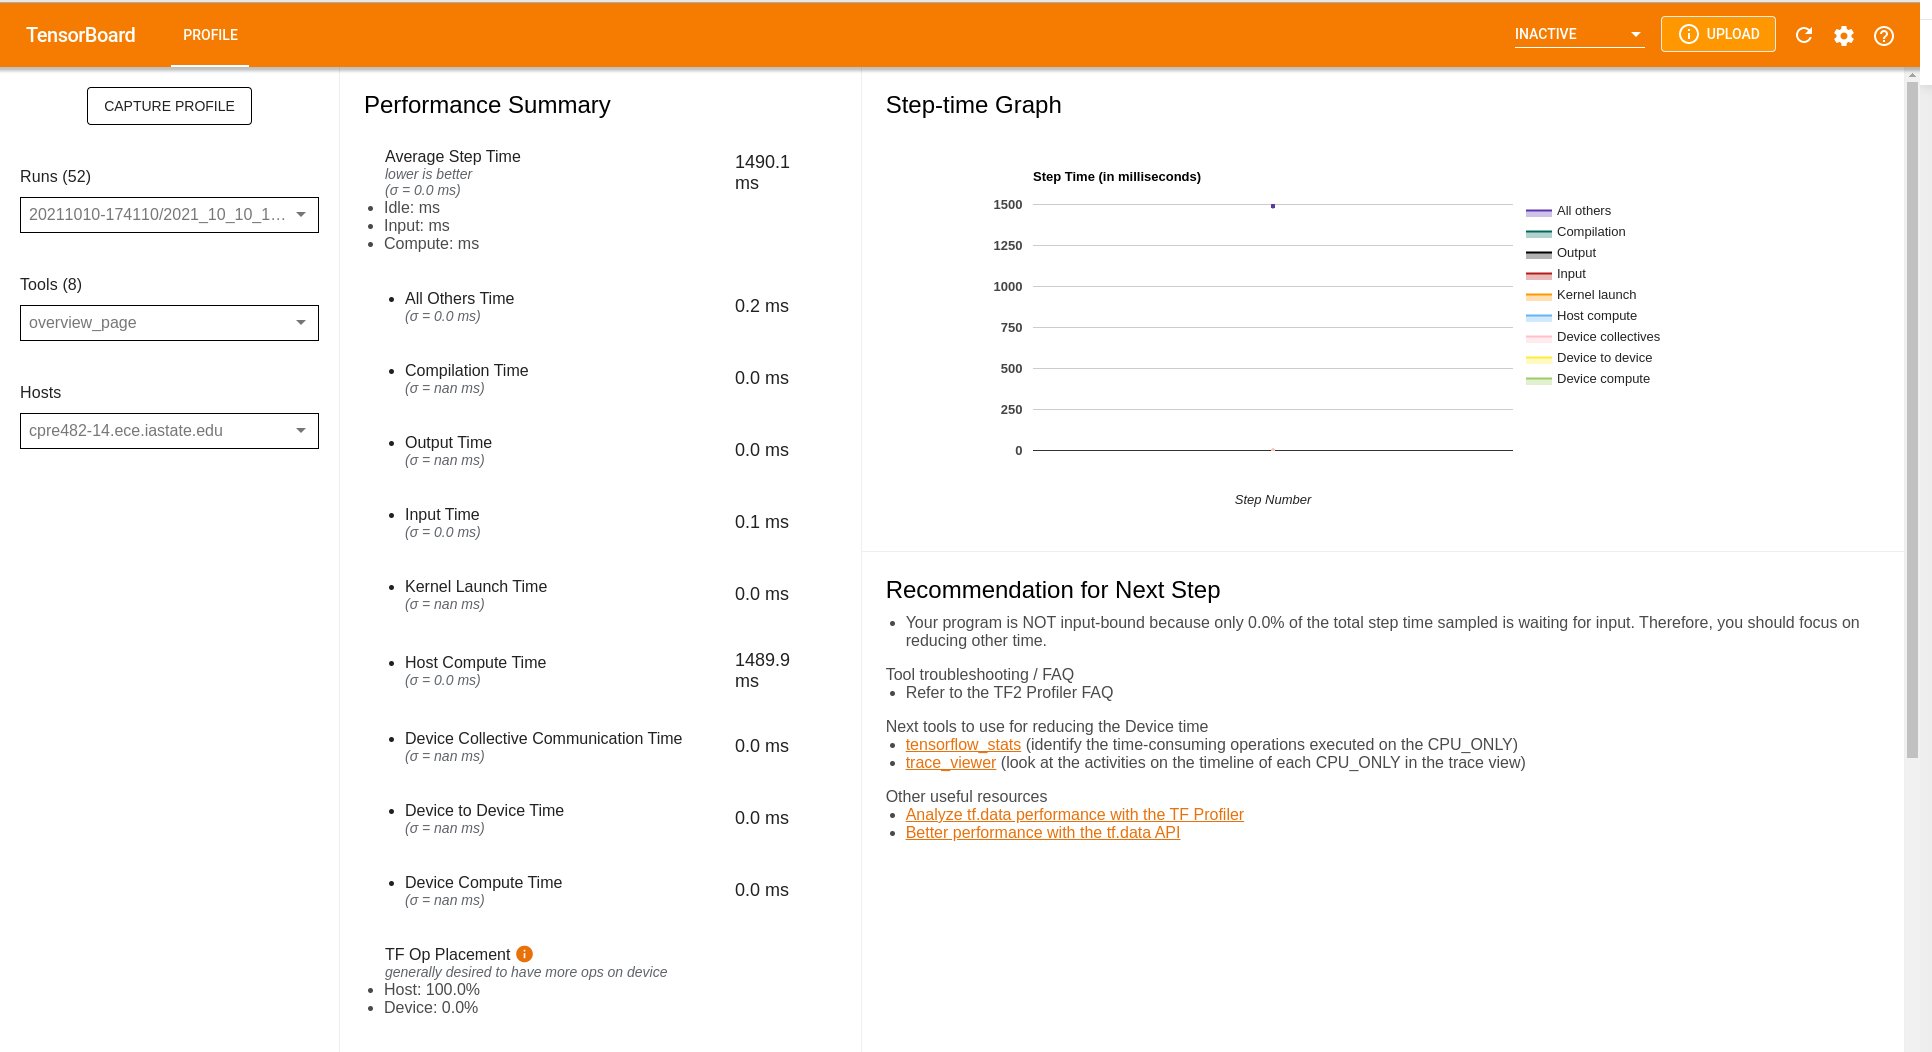 TensorBoard
PROFILE
INACTIVE
UPLOAD
CAPTURE PROFILE
Runs (52)
20211010-174110/2021_10_10_1...
Tools (8)
overview_page
Hosts
cpre482-14.ece.iastate.edu
Performance Summary
Average Step Time
lower is better
(σ = 0.0 ms)
1490.1
ms
• Idle: ms
• Input: ms
• Compute: ms
• All Others Time
(σ = 0.0 ms)
0.2 ms
• Compilation Time
(σ = nan ms)
0.0 ms
• Output Time
(σ = nan ms)
0.0 ms
• Input Time
(σ = 0.0 ms)
0.1 ms
• Kernel Launch Time
(σ = nan ms)
0.0 ms
• Host Compute Time
(σ = 0.0 ms)
1489.9
ms
• Device Collective Communication Time
(σ = nan ms)
0.0 ms
• Device to Device Time
(σ = nan ms)
0.0 ms
• Device Compute Time
(σ = nan ms)
0.0 ms
TF Op Placement
generally desired to have more ops on device
• Host: 100.0%
• Device: 0.0%
Step-time Graph
Step Time (in milliseconds)
1500
1250
1000
750
500
250
0
Step Number
All others
Compilation
Output
Input
Kernel launch
Host compute
Device collectives
Device to device
Device compute
Recommendation for Next Step
• Your program is NOT input-bound because only 0.0% of the total step time sampled is waiting for input. Therefore, you should focus on
reducing other time.
Tool troubleshooting / FAQ
• Refer to the TF2 Profiler FAQ
Next tools to use for reducing the Device time
• tensorflow_stats (identify the time-consuming operations executed on the CPU_ONLY)
• trace_viewer (look at the activities on the timeline of each CPU_ONLY in the trace view)
Other useful resources
• Analyze tf.data performance with the TF Profiler
• Better performance with the tf.data API